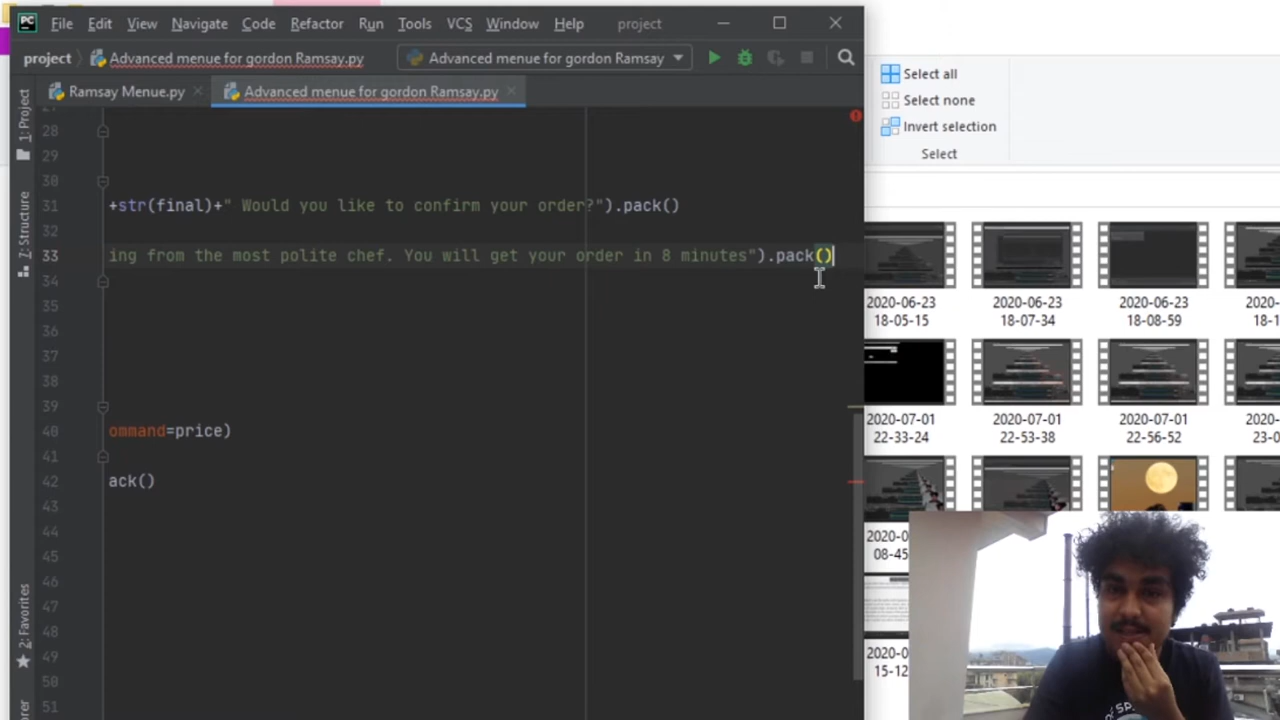 PC File Edit View Navigate Code Refactor Run Tools VCS Window Help project
project Advanced menue for gordon Ramsay.py Advanced menue for gordon Ramsay
Ramsay Menue.py Advanced menue for gordon Ramsay.py
1: Project
7: Structure
2: Favorites
28
29
30
31 +str(final)+" Would you like to confirm your order?").pack()
32
33 ing from the most polite chef. You will get your order in 8 minutes").pack()
34
35
36
37
38
39
40 ommand=price)
41
42 ack()
43
44
45
46
47
48
49
50
51
Select all
Select none
Invert selection
Select
2020-06-23 18-05-15
2020-06-23 18-07-34
2020-06-23 18-08-59
2020-07-01 22-33-24
2020-07-01 22-53-38
2020-07-01 22-56-52
08-45
15-12